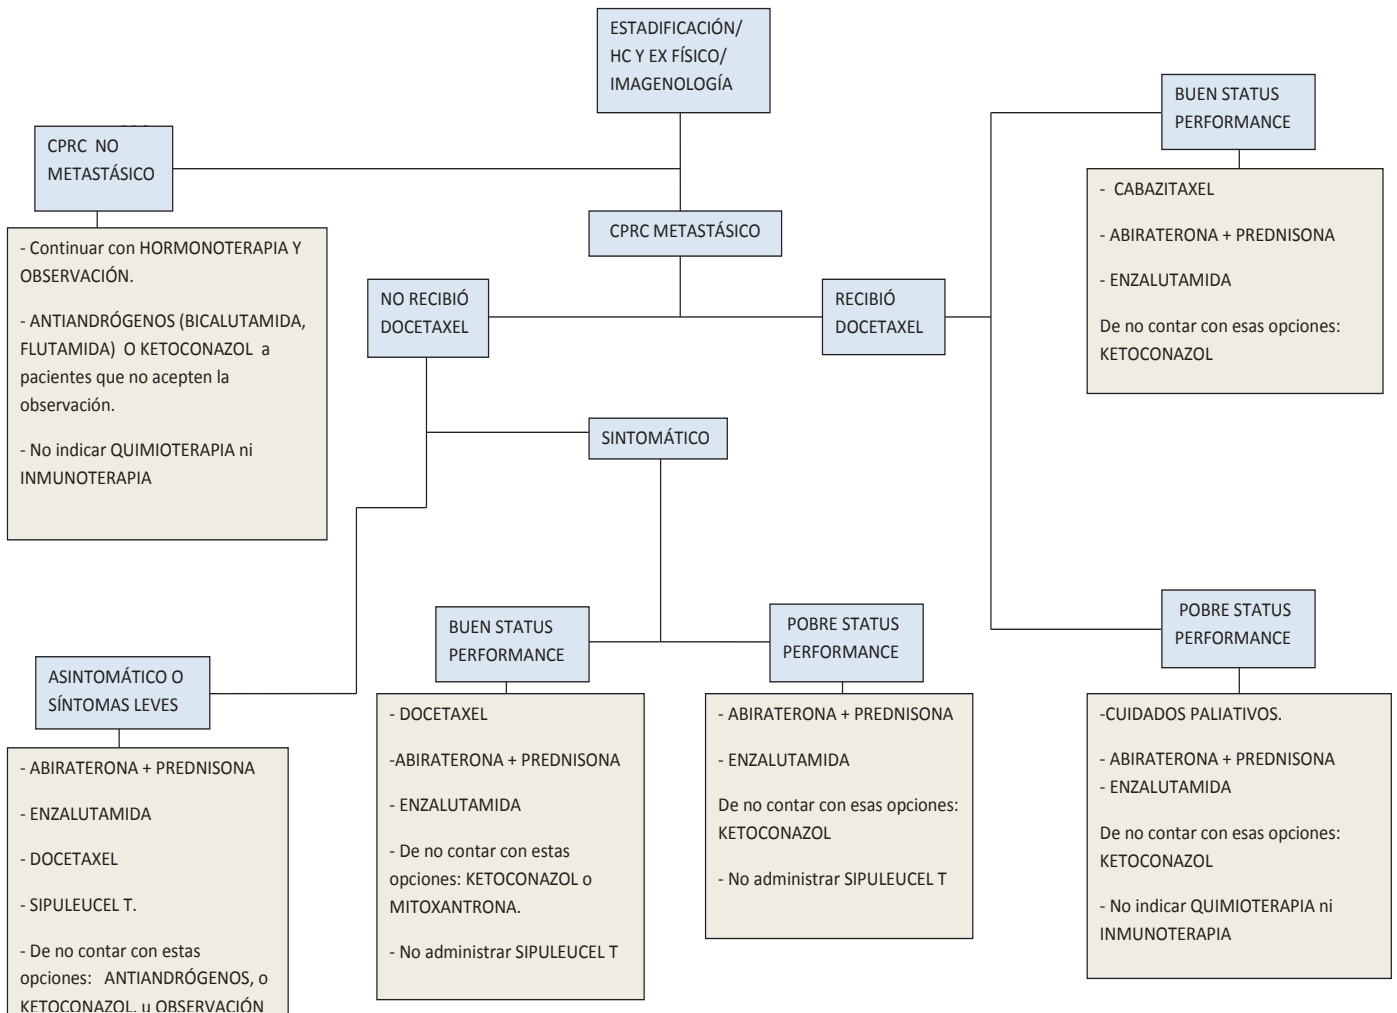 ESTADIFICACIÓN/
HC Y EX FÍSICO/
IMAGENOLOGÍA
CPRC NO
METASTÁSICO
- Continuar con HORMONOTERAPIA Y
OBSERVACIÓN.
- ANTIANDRÓGENOS (BICALUTAMIDA,
FLUTAMIDA) O KETOCONAZOL a
pacientes que no acepten la
observación.
- No indicar QUIMIOTERAPIA ni
INMUNOTERAPIA
CPRC METASTÁSICO
NO RECIBIÓ
DOCETAXEL
RECIBIÓ
DOCETAXEL
BUEN STATUS
PERFORMANCE
- CABAZITAXEL
- ABIRATERONA + PREDNISONA
- ENZALUTAMIDA
De no contar con esas opciones:
KETOCONAZOL
SINTOMÁTICO
ASINTOMÁTICO O
SÍNTOMAS LEVES
- ABIRATERONA + PREDNISONA
- ENZALUTAMIDA
- DOCETAXEL
- SIPULEUCEL T.
- De no contar con estas
opciones: ANTIANDRÓGENOS, o
KETOCONAZOL, u OBSERVACIÓN
BUEN STATUS
PERFORMANCE
- DOCETAXEL
-ABIRATERONA + PREDNISONA
- ENZALUTAMIDA
- De no contar con estas
opciones: KETOCONAZOL o
MITOXANTRONA.
- No administrar SIPULEUCEL T
POBRE STATUS
PERFORMANCE
- ABIRATERONA + PREDNISONA
- ENZALUTAMIDA
De no contar con esas opciones:
KETOCONAZOL
- No administrar SIPULEUCEL T
POBRE STATUS
PERFORMANCE
-CUIDADOS PALIATIVOS.
- ABIRATERONA + PREDNISONA
- ENZALUTAMIDA
De no contar con esas opciones:
KETOCONAZOL
- No indicar QUIMIOTERAPIA ni
INMUNOTERAPIA